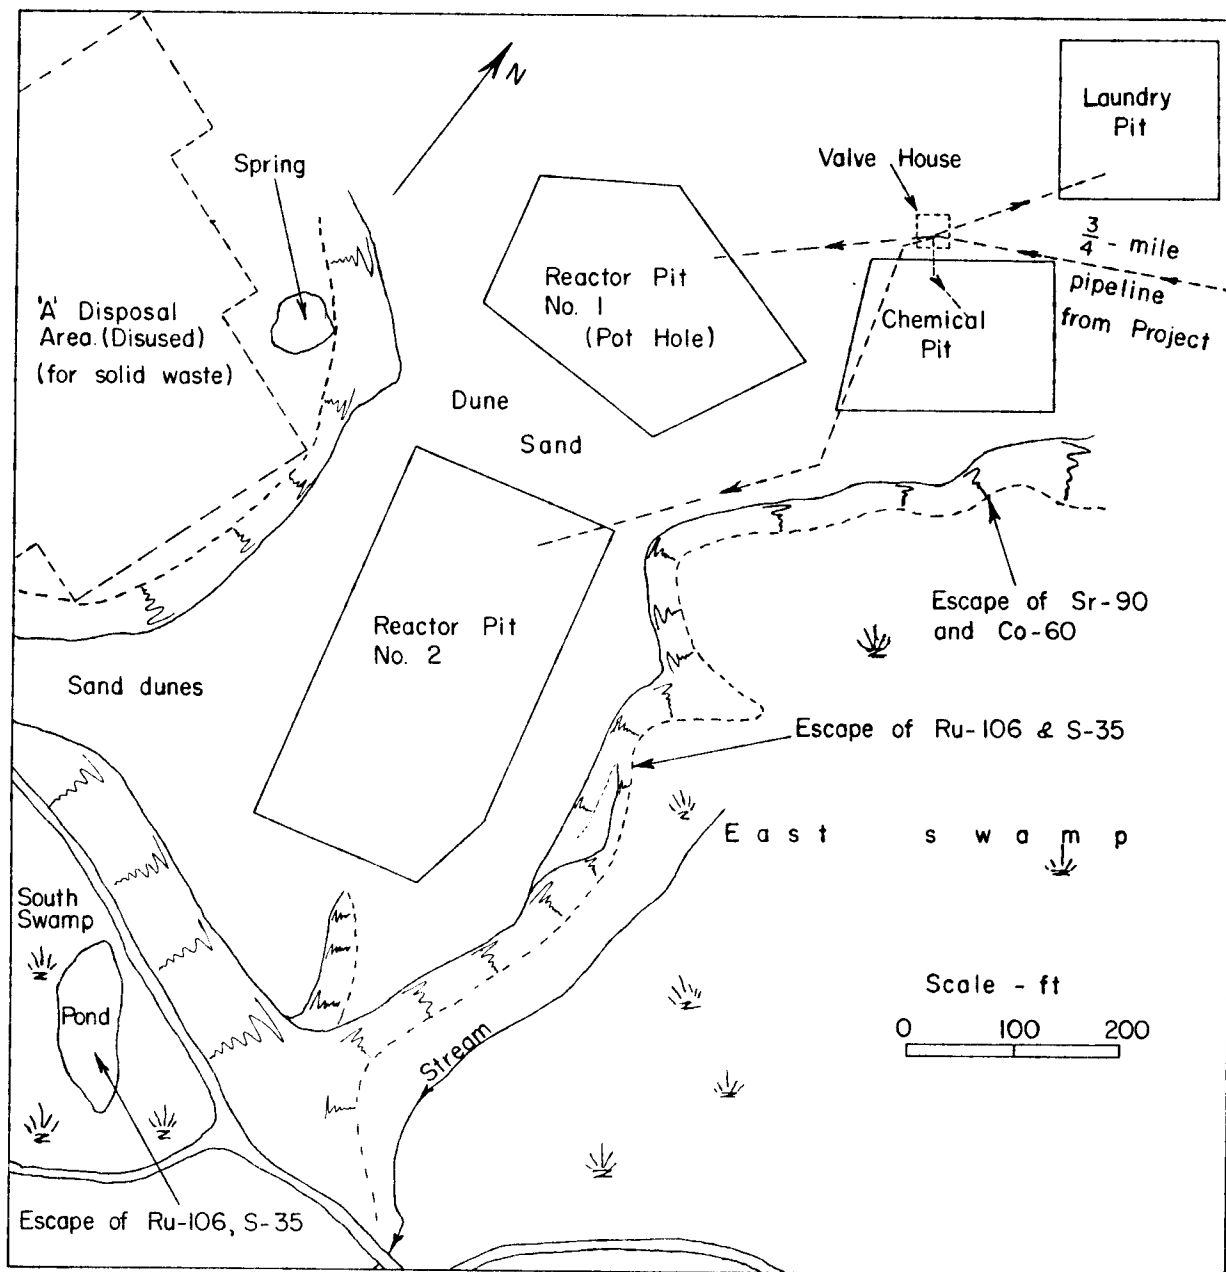 N
Laundry
Pit
Spring
Valve House
3/4 - mile
pipeline
from Project
Reactor Pit
No. 1
(Pot Hole)
Chemical
Pit
'A' Disposal
Area. (Disused)
(for solid waste)
Dune
Sand
Escape of Sr-90
and Co-60
Reactor Pit
No. 2
Sand dunes
Escape of Ru-106 & S-35
East swamp
South
Swamp
Pond
Stream
Scale - ft
0 100 200
Escape of Ru-106, S-35